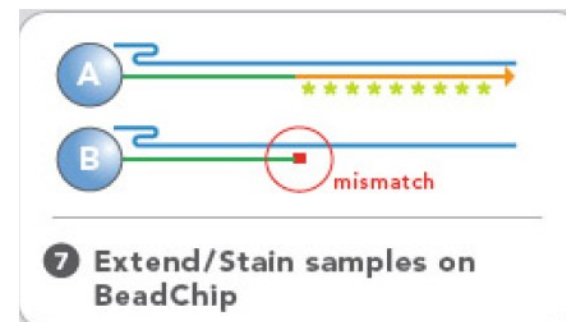 A
B
mismatch
7 Extend/Stain samples on
BeadChip